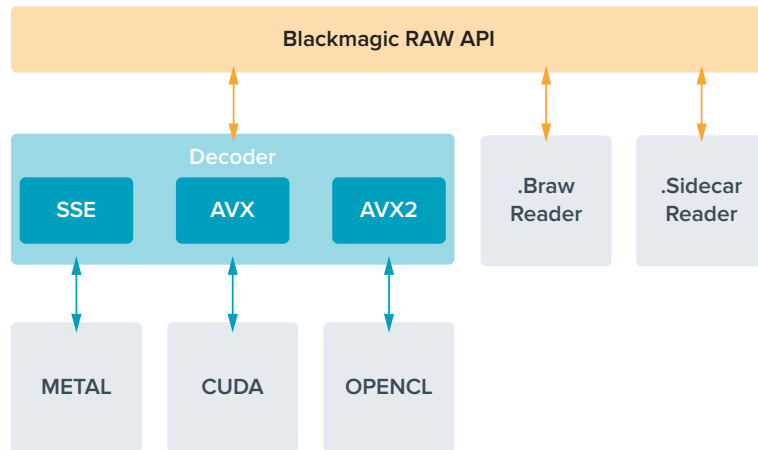 Blackmagic RAW API
Decoder
SSE
AVX
AVX2
.Braw
Reader
.Sidecar
Reader
METAL
CUDA
OPENCL